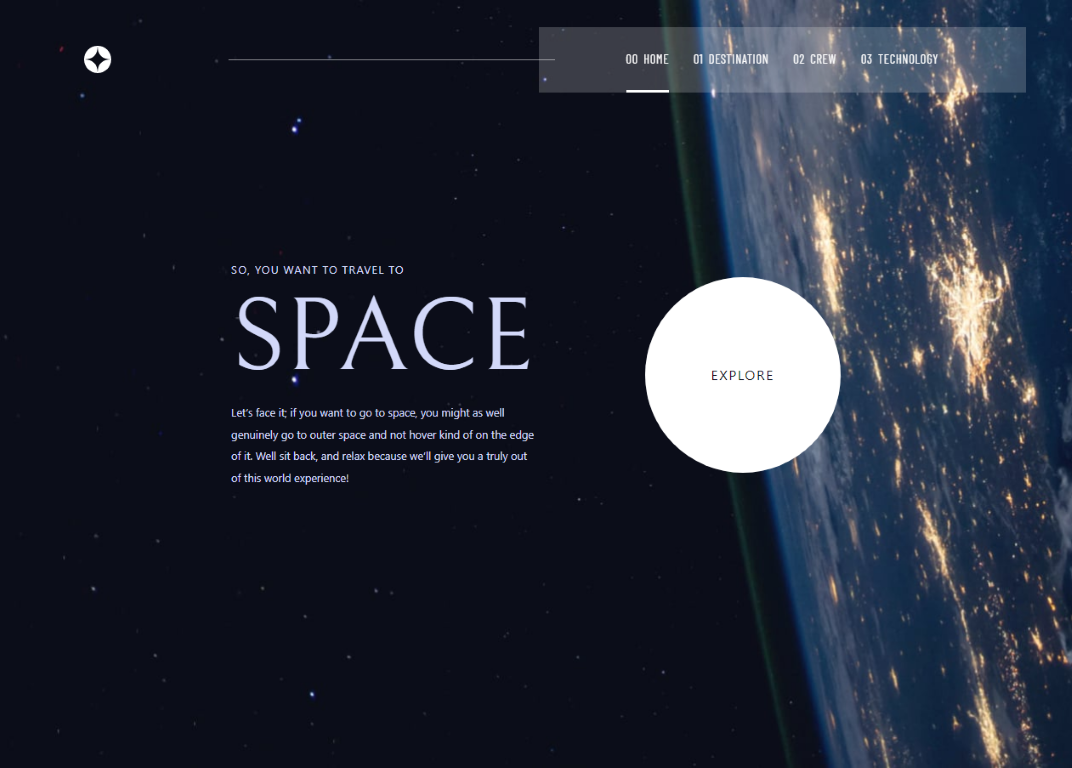 00 HOME 01 DESTINATION 02 CREW 03 TECHNOLOGY
SO, YOU WANT TO TRAVEL TO
SPACE
EXPLORE
Let's face it; if you want to go to space, you might as well
genuinely go to outer space and not hover kind of on the edge
of it. Well sit back, and relax because we'll give you a truly out
of this world experience!